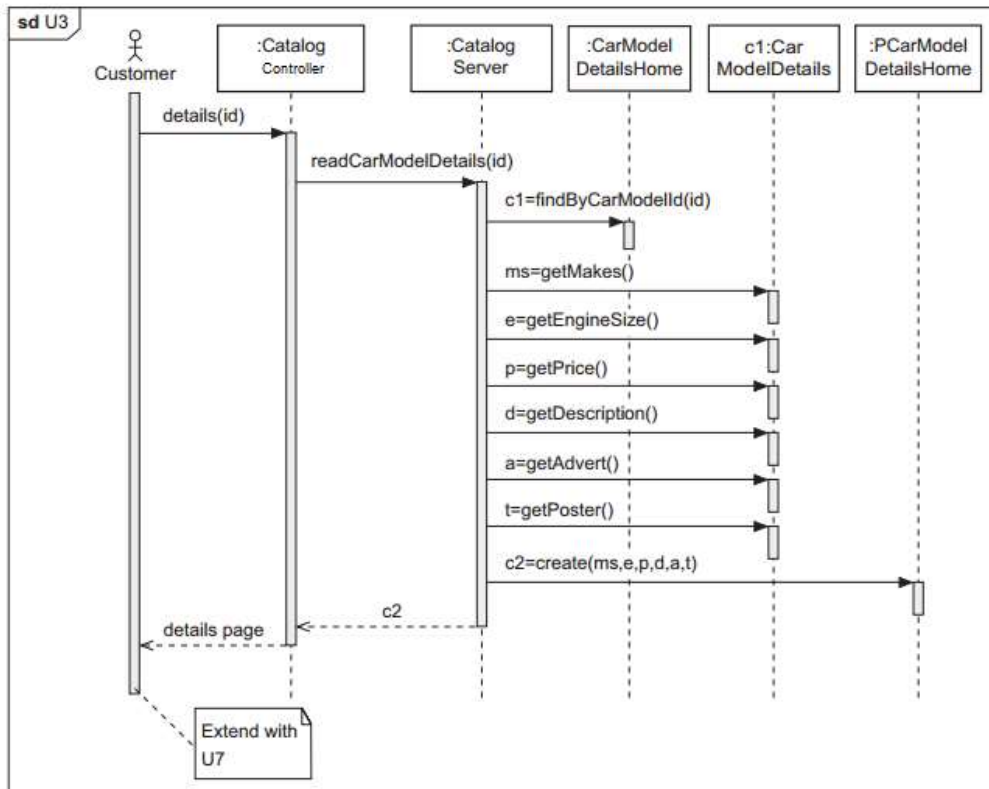 sd U3
Customer
:Catalog
Controller
:Catalog
Server
:CarModel
DetailsHome
c1:Car
ModelDetails
:PCarModel
DetailsHome
details(id)
readCarModelDetails(id)
c1=findByCarModelId(id)
ms=getMakes()
e=getEngineSize()
p=getPrice()
d=getDescription()
a=getAdvert()
t=getPoster()
c2=create(ms,e,p,d,a,t)
c2
details page
Extend with
U7